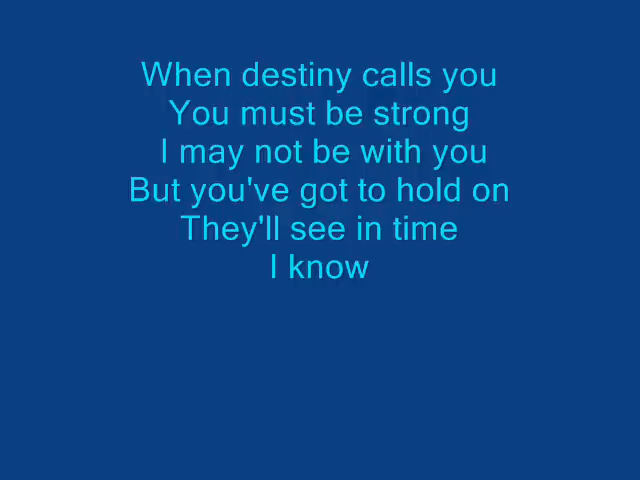 When destiny calls you
You must be strong
I may not be with you
But you've got to hold on
They'll see in time
I know